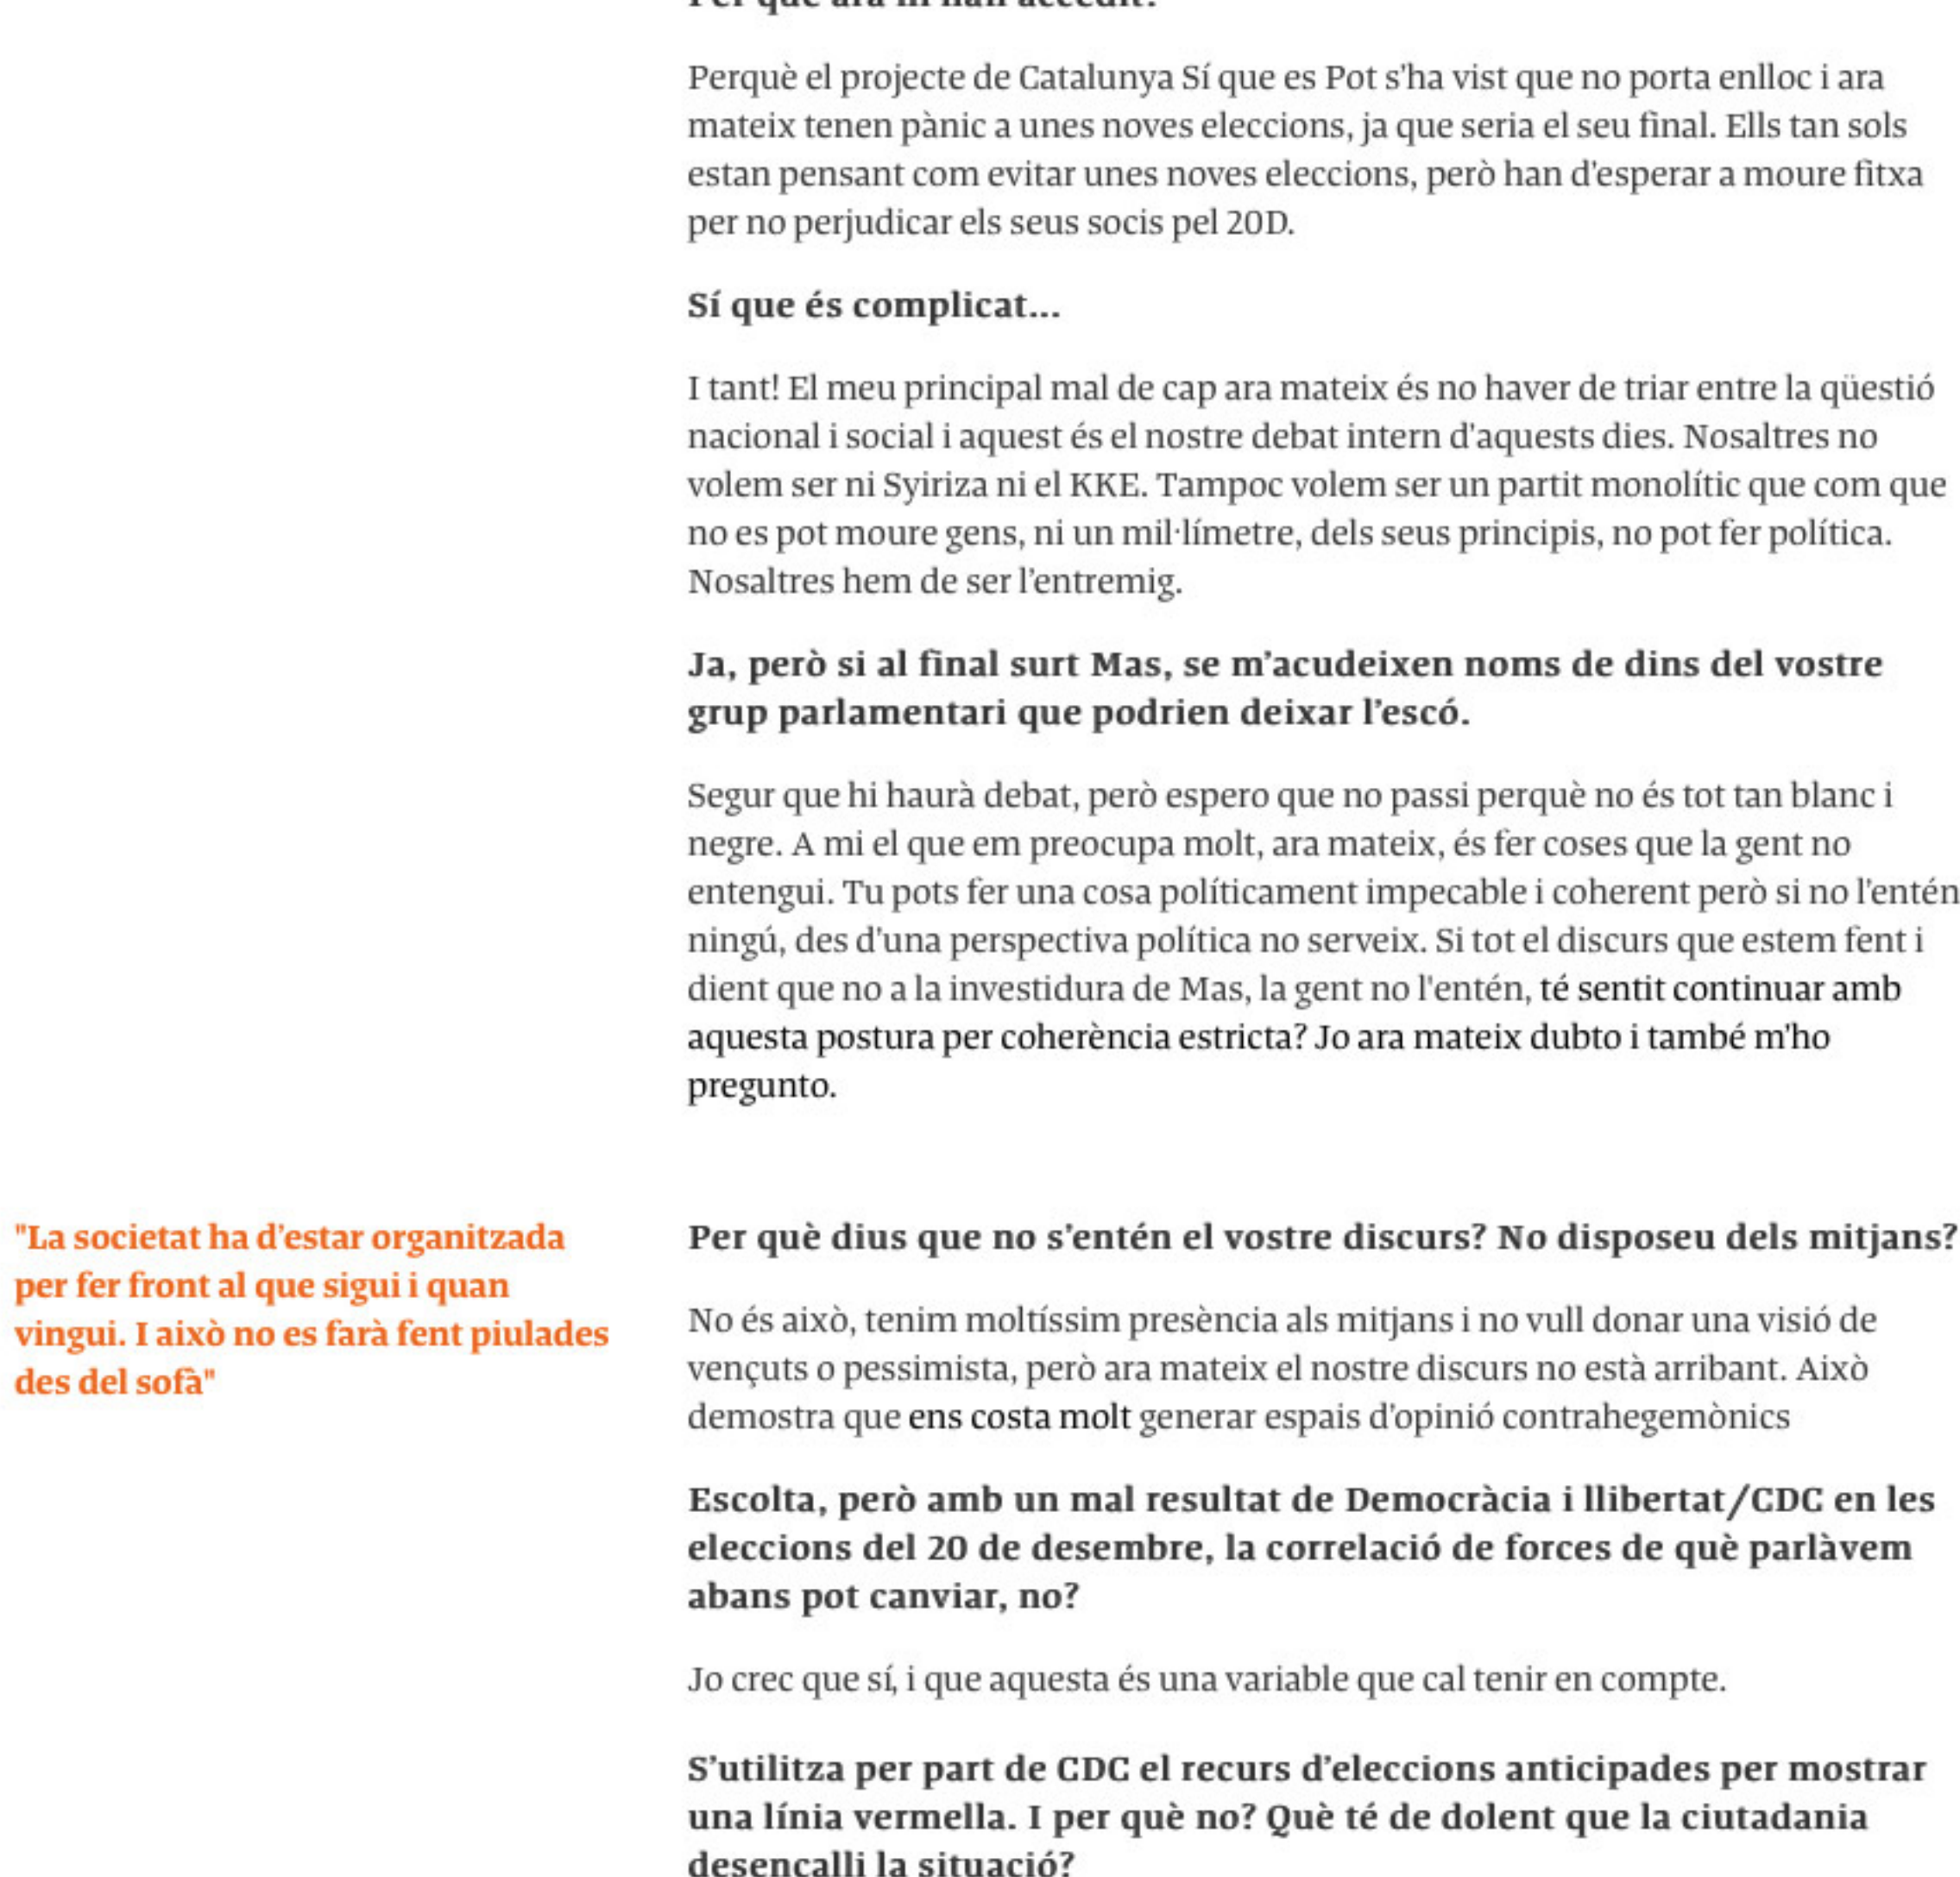 Per què ara hi han accedit?
Perquè el projecte de Catalunya Sí que es Pot s'ha vist que no porta enlloc i ara
mateix tenen pànic a unes noves eleccions, ja que seria el seu final. Ells tan sols
estan pensant com evitar unes noves eleccions, però han d'esperar a moure fitxa
per no perjudicar els seus socis pel 20D.
Sí que és complicat...
I tant! El meu principal mal de cap ara mateix és no haver de triar entre la qüestió
nacional i social i aquest és el nostre debat intern d'aquests dies. Nosaltres no
volem ser ni Syiriza ni el KKE. Tampoc volem ser un partit monolític que com que
no es pot moure gens, ni un mil·límetre, dels seus principis, no pot fer política.
Nosaltres hem de ser l'entremig.
Ja, però si al final surt Mas, se m’acudeixen noms de dins del vostre
grup parlamentari que podrien deixar l’escó.
Segur que hi haurà debat, però espero que no passi perquè no és tot tan blanc i
negre. A mi el que em preocupa molt, ara mateix, és fer coses que la gent no
entengui. Tu pots fer una cosa políticament impecable i coherent però si no l'entén
ningú, des d'una perspectiva política no serveix. Si tot el discurs que estem fent i
dient que no a la investidura de Mas, la gent no l'entén, té sentit continuar amb
aquesta postura per coherència estricta? Jo ara mateix dubto i també m'ho
pregunto.
"La societat ha d’estar organitzada
per fer front al que sigui i quan
vingui. I això no es farà fent piulades
des del sofà"
Per què dius que no s’entén el vostre discurs? No disposeu dels mitjans?
No és això, tenim moltíssim presència als mitjans i no vull donar una visió de
vençuts o pessimista, però ara mateix el nostre discurs no està arribant. Això
demostra que ens costa molt generar espais d'opinió contrahegemònics
Escolta, però amb un mal resultat de Democràcia i llibertat/CDC en les
eleccions del 20 de desembre, la correlació de forces de què parlàvem
abans pot canviar, no?
Jo crec que sí, i que aquesta és una variable que cal tenir en compte.
S’utilitza per part de CDC el recurs d’eleccions anticipades per mostrar
una línia vermella. I per què no? Què té de dolent que la ciutadania
desencalli la situació?